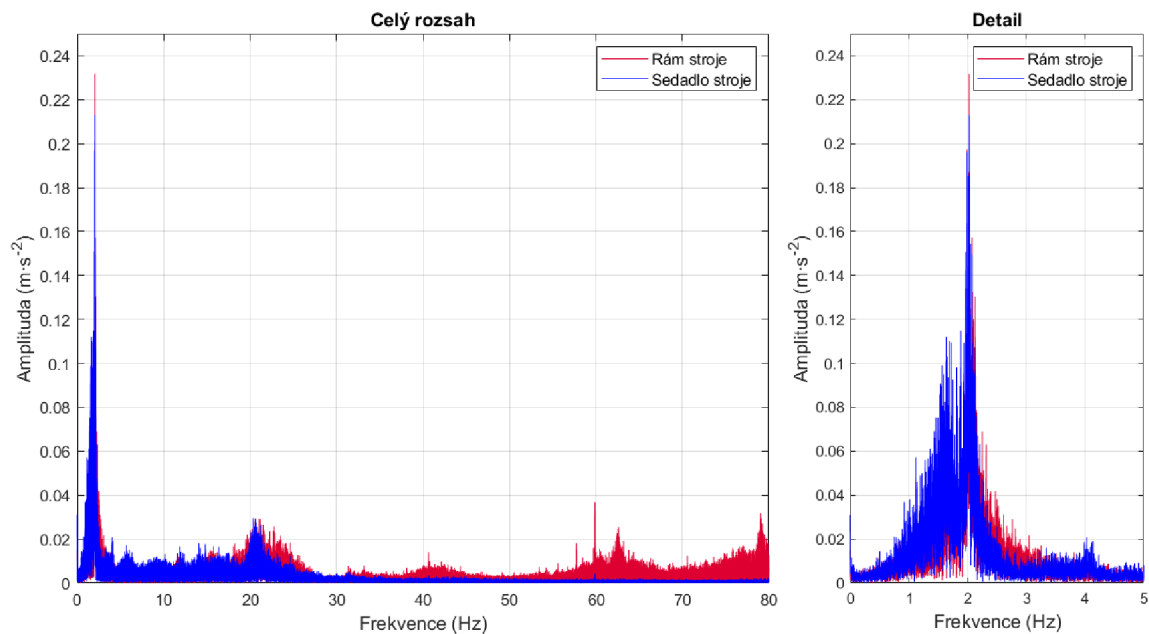 Celý rozsah
0.24
0.22
0.2
0.18
0.16
0.14
0.12
0.1
0.08
0.06
0.04
0.02
0
Amplituda (m·s⁻²)
Rám stroje
Sedadlo stroje
0 10 20 30 40 50 60 70 80
Frekvence (Hz)
Detail
0.24
0.22
0.2
0.18
0.16
0.14
0.12
0.1
0.08
0.06
0.04
0.02
0
Amplituda (m·s⁻²)
Rám stroje
Sedadlo stroje
0 1 2 3 4 5
Frekvence (Hz)